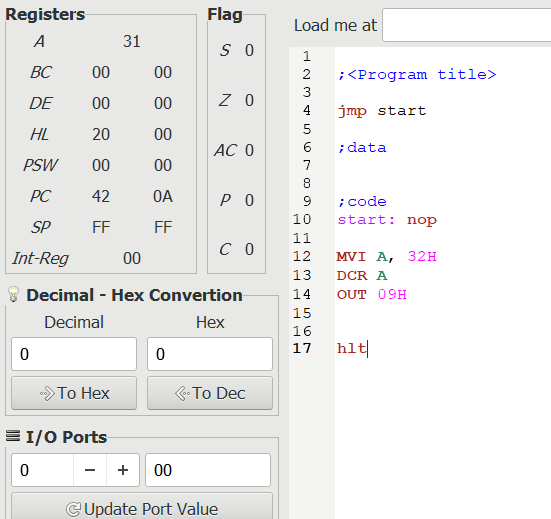 Registers
A 31
BC 00 00
DE 00 00
HL 20 00
PSW 00 00
PC 42 0A
SP FF FF
Int-Reg 00
Flag
S 0
Z 0
AC 0
P 0
C 0
Decimal - Hex Convertion
Decimal Hex
0 0
To Hex To Dec
I/O Ports
0 − + 00
Update Port Value
Load me at
1
2 ;<Program title>
3
4 jmp start
5
6 ;data
7
8
9 ;code
10 start: nop
11
12 MVI A, 32H
13 DCR A
14 OUT 09H
15
16
17 hlt